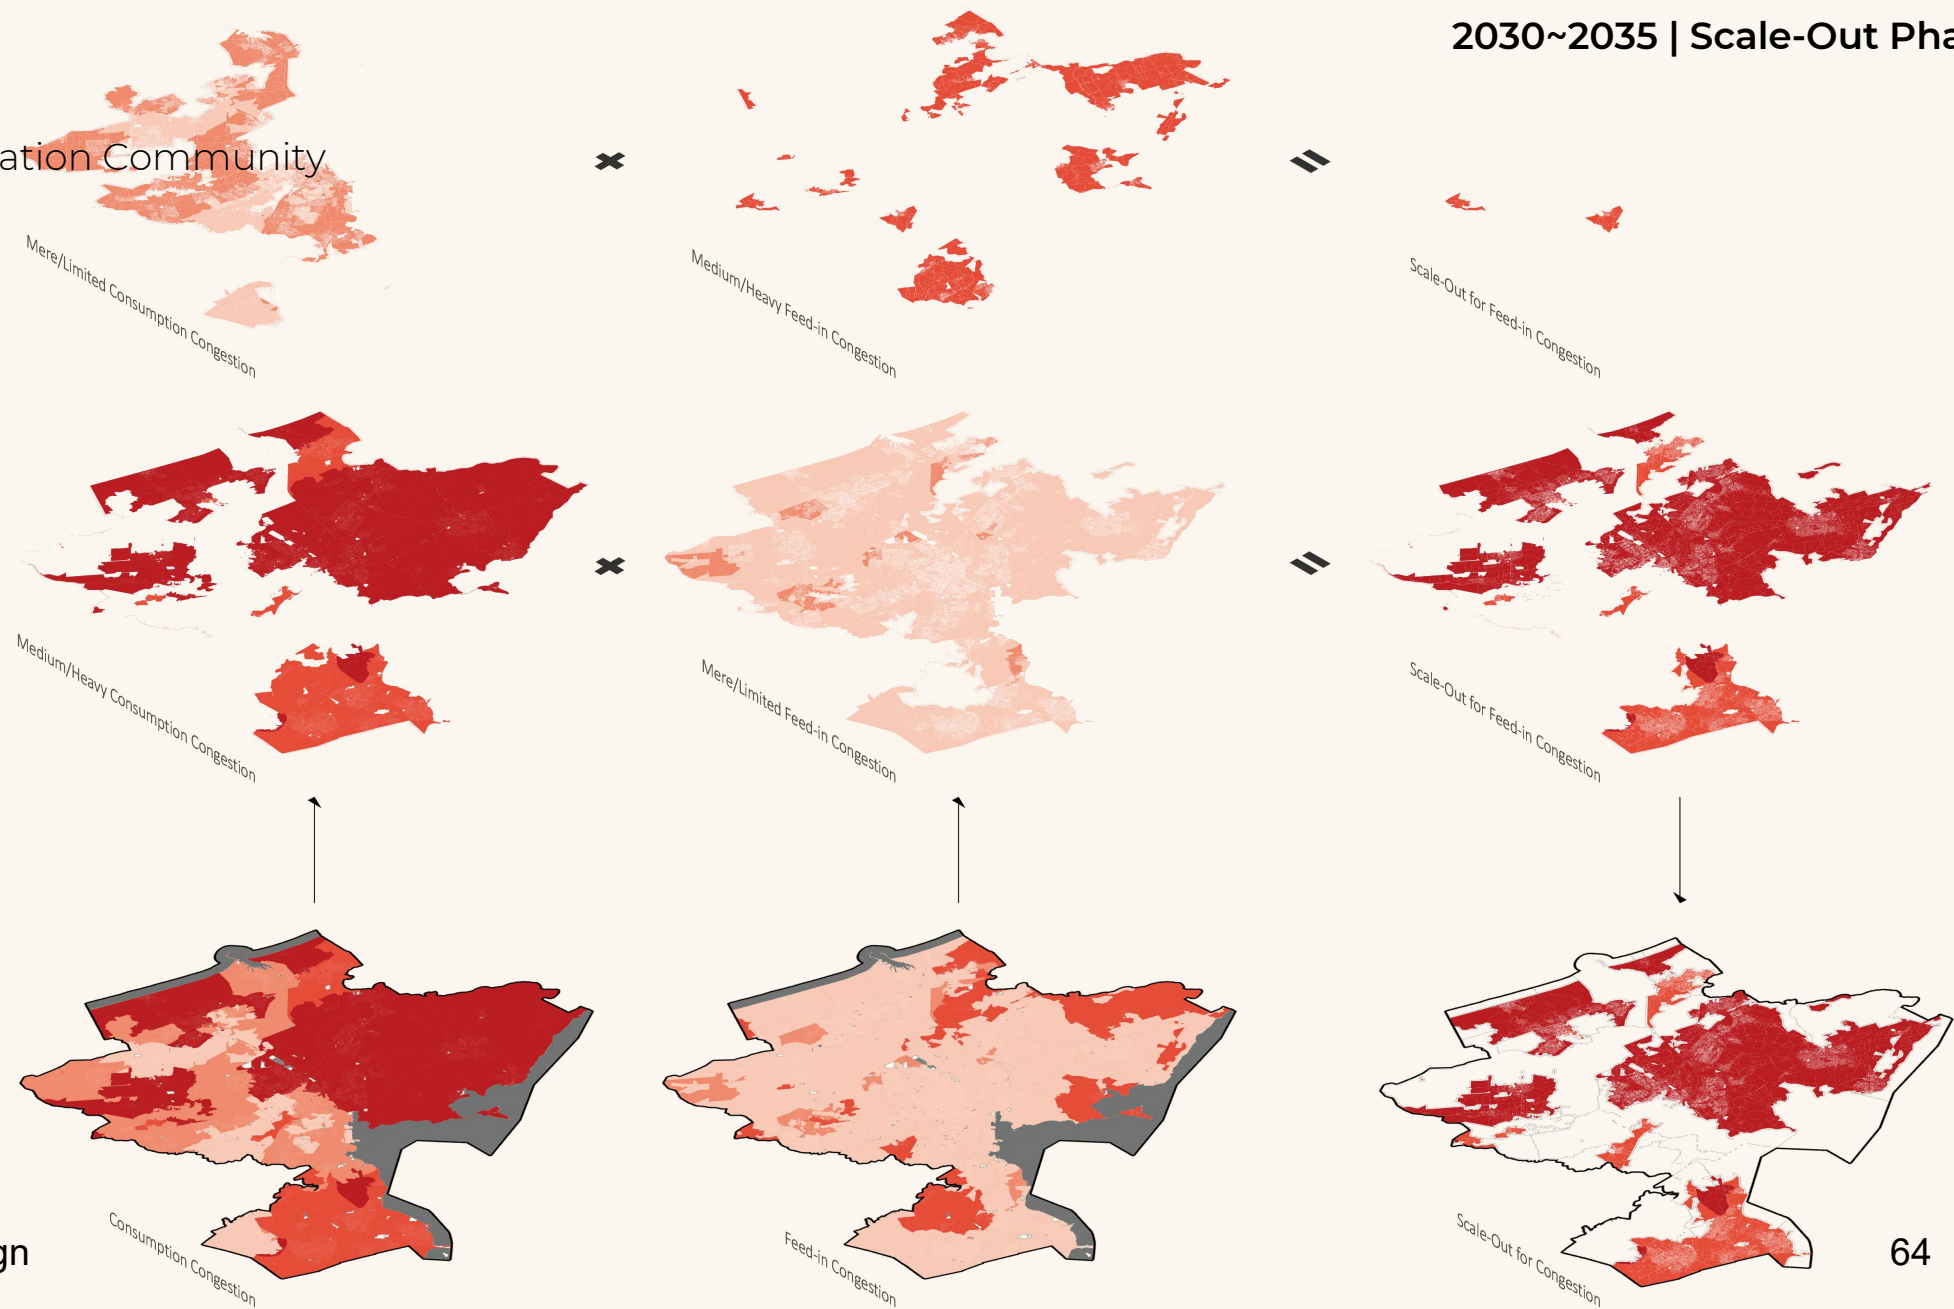 2030~2035 | Scale-Out Pha
ation Community
Mere/Limited Consumption Congestion
Medium/Heavy Feed-in Congestion
Scale-Out for Feed-in Congestion
Medium/Heavy Consumption Congestion
Mere/Limited Feed-in Congestion
Scale-Out for Feed-in Congestion
Consumption Congestion
Feed-in Congestion
Scale-Out for Congestion
gn
64